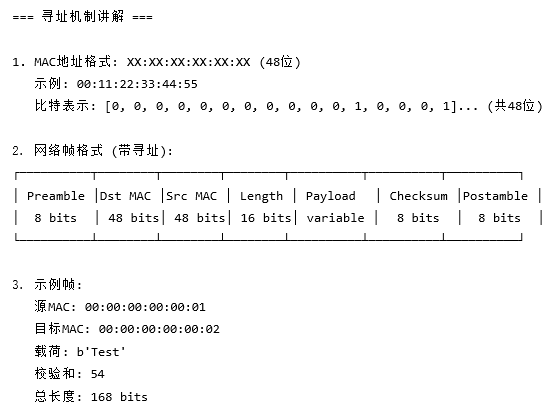 === 寻址机制讲解 ===
1. MAC地址格式: XX:XX:XX:XX:XX:XX (48位)
示例: 00:11:22:33:44:55
比特表示: [0, 0, 0, 0, 0, 0, 0, 0, 0, 0, 0, 1, 0, 0, 0, 1]... (共48位)
2. 网络帧格式 (带寻址):
│ Preamble │Dst MAC │Src MAC │ Length │ Payload │ Checksum │Postamble │
│ 8 bits │ 48 bits│ 48 bits│ 16 bits│ variable │ 8 bits │ 8 bits │
3. 示例帧:
源MAC: 00:00:00:00:00:01
目标MAC: 00:00:00:00:00:02
载荷: b'Test'
校验和: 54
总长度: 168 bits